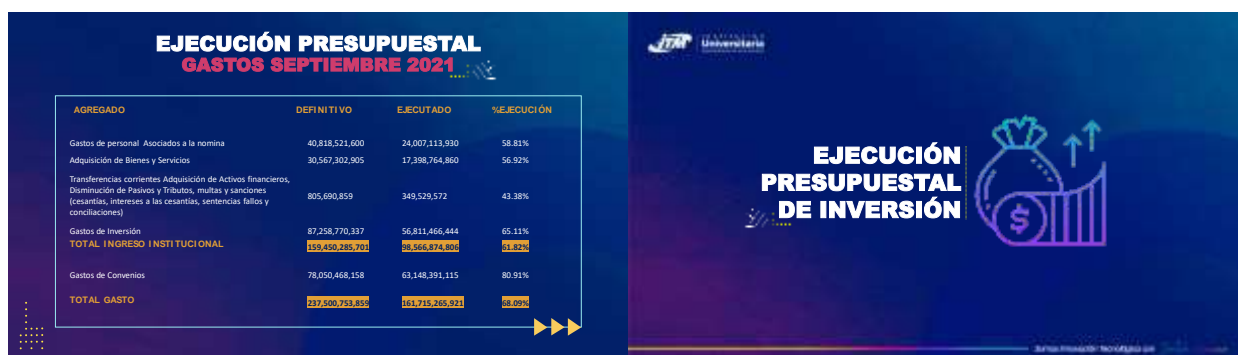 EJECUCIÓN PRESUPUESTAL
GASTOS SEPTIEMBRE 2021
AGREGADO DEFINITIVO EJECUTADO %EJECUCIÓN
Gastos de personal Asociados a la nomina 40,818,521,600 24,007,113,930 58.81%
Adquisición de Bienes y Servicios 30,567,302,905 17,398,764,860 56.92%
Transferencias corrientes Adquisición de Activos financieros,
Disminución de Pasivos y Tributos, multas y sanciones
(cesantías, intereses a las cesantías, sentencias fallos y
conciliaciones) 805,690,859 349,529,572 43.38%
Gastos de Inversión 87,258,770,337 56,811,466,444 65.11%
TOTAL INGRESO INSTITUCIONAL 159,450,285,701 98,566,874,806 61.82%
Gastos de Convenios 78,050,468,158 63,148,391,115 80.91%
TOTAL GASTO 237,500,753,859 161,715,265,921 68.09%
ITM
Universitaria
EJECUCIÓN
PRESUPUESTAL
DE INVERSIÓN
$